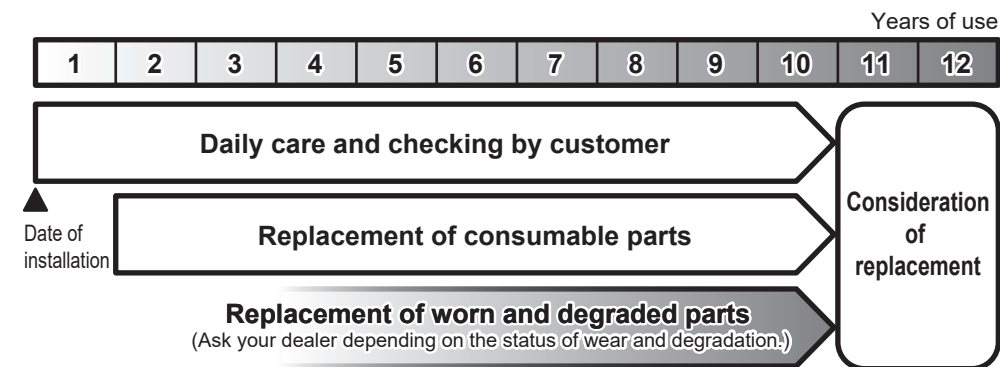 Years of use
1 2 3 4 5 6 7 8 9 10 11 12
Daily care and checking by customer
Date of
installation
Replacement of consumable parts
Replacement of worn and degraded parts
(Ask your dealer depending on the status of wear and degradation.)
Consideration
of
replacement